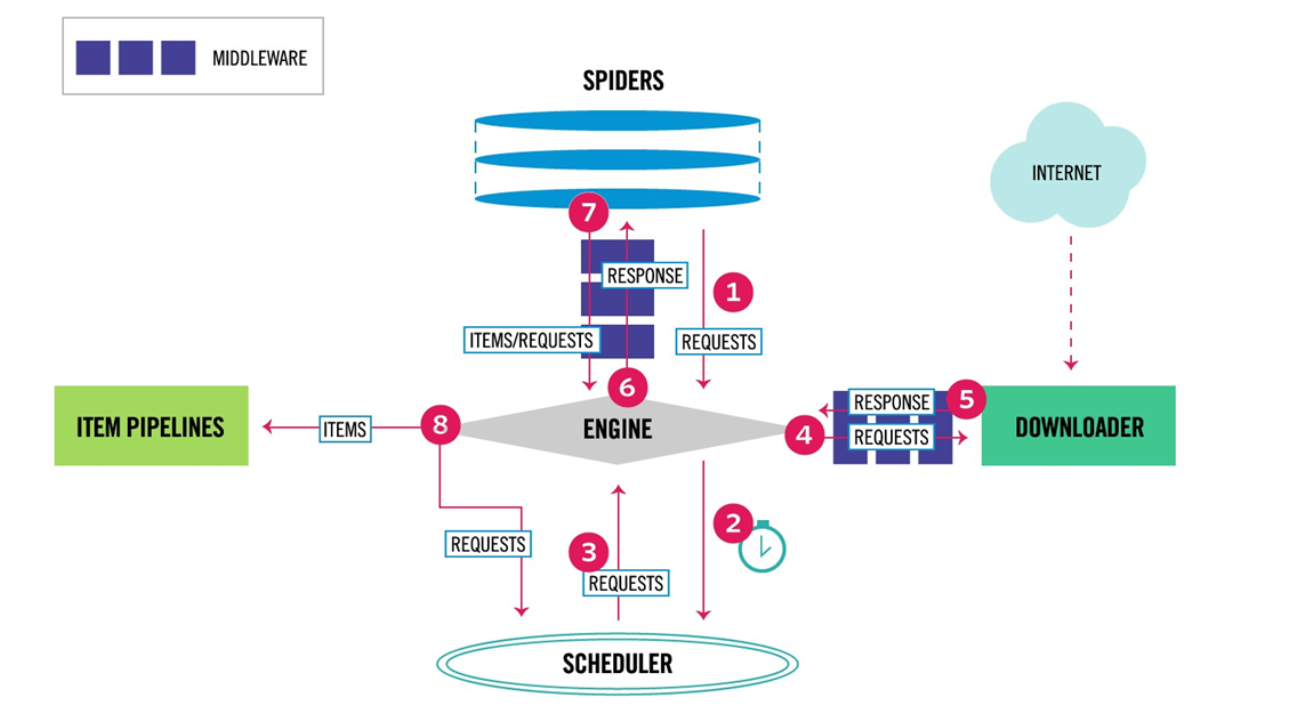 MIDDLEWARE
SPIDERS
INTERNET
7
RESPONSE
1
ITEMS/REQUESTS
REQUESTS
6
ITEM PIPELINES
ITEMS
8
ENGINE
4
RESPONSE
5
REQUESTS
DOWNLOADER
2
REQUESTS
3
REQUESTS
SCHEDULER